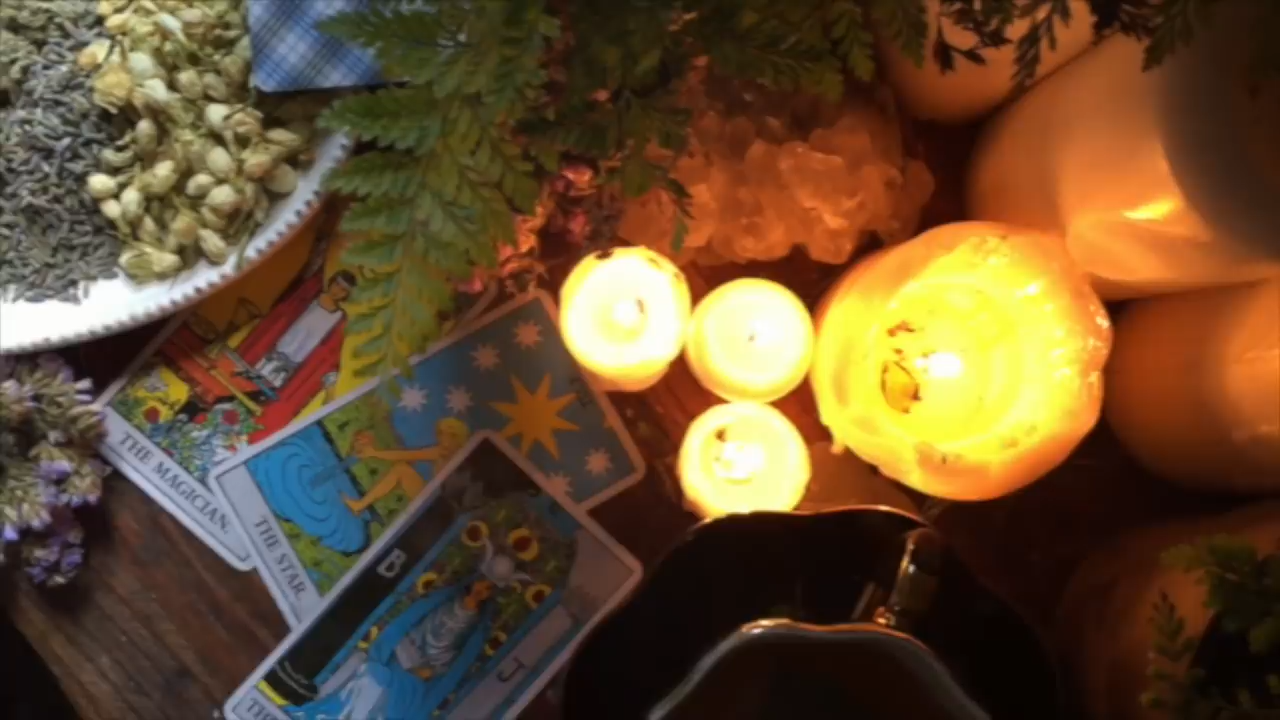 THE MAGICIAN.
THE STAR.
B
J